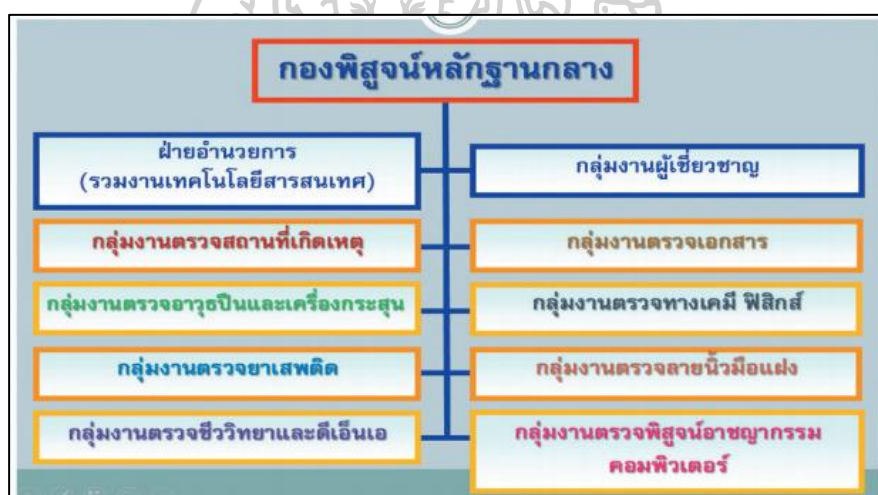 กองพิสูจน์หลักฐานกลาง
ฝ่ายอำนวยการ
(รวมงานเทคโนโลยีสารสนเทศ)
กลุ่มงานผู้เชี่ยวชาญ
กลุ่มงานตรวจสถานที่เกิดเหตุ
กลุ่มงานตรวจเอกสาร
กลุ่มงานตรวจอาวุธปืนและเครื่องกระสุน
กลุ่มงานตรวจทางเคมี ฟิสิกส์
กลุ่มงานตรวจยาเสพติด
กลุ่มงานตรวจลายนิ้วมือแฝง
กลุ่มงานตรวจชีววิทยาและดีเอ็นเอ
กลุ่มงานตรวจพิสูจน์อาชญากรรม
คอมพิวเตอร์